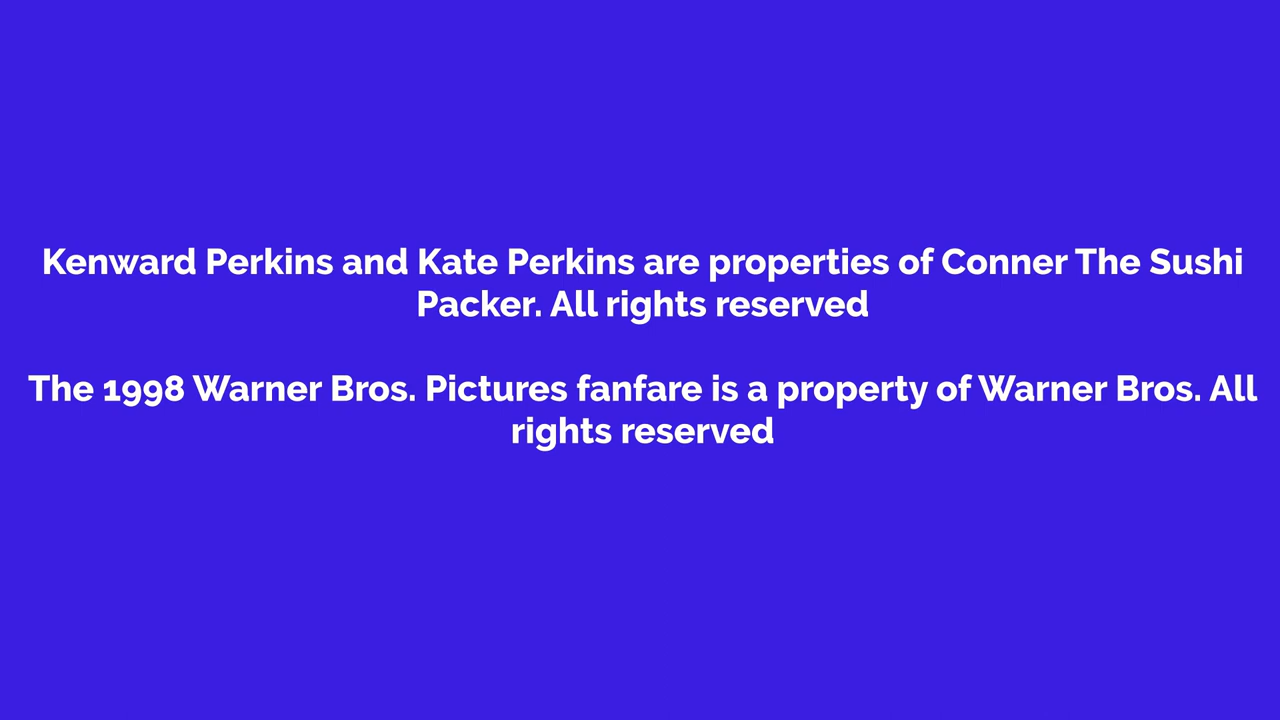 Kenward Perkins and Kate Perkins are properties of Conner The Sushi
Packer. All rights reserved
The 1998 Warner Bros. Pictures fanfare is a property of Warner Bros. All
rights reserved